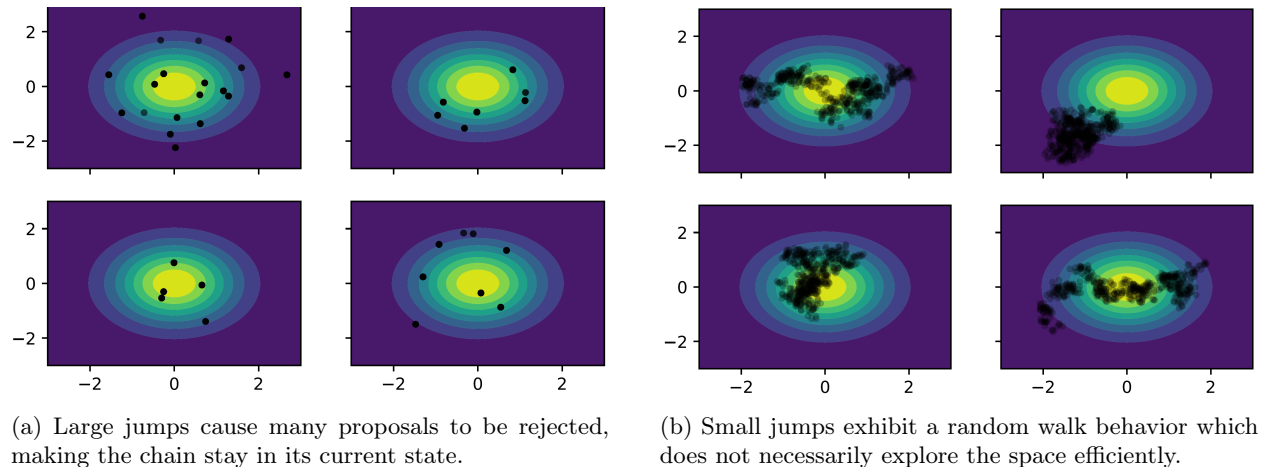 2
0
−2
2
0
−2
2
0
−2
2
0
−2
−2 0 2
−2 0 2
−2 0 2
−2 0 2
(a) Large jumps cause many proposals to be rejected,
making the chain stay in its current state.
(b) Small jumps exhibit a random walk behavior which
does not necessarily explore the space efficiently.